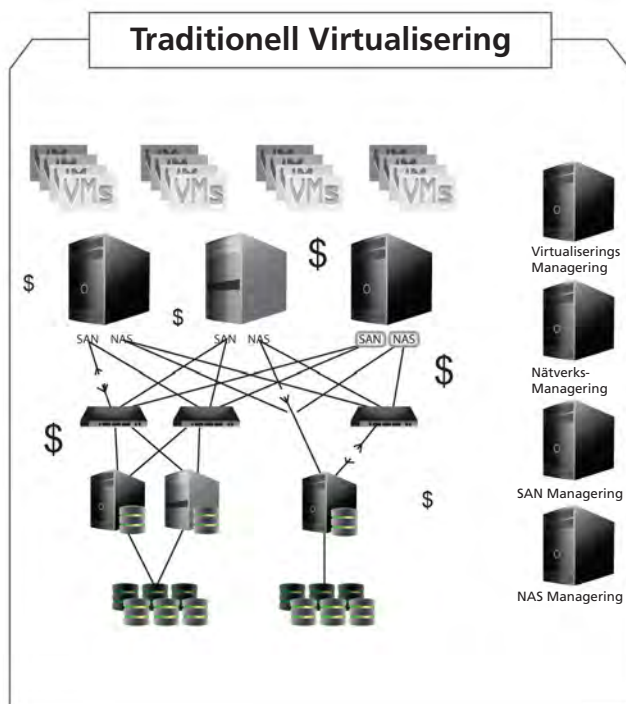 Traditionell Virtualisering
VMs VMs VMs VMs
$
$
$
SAN NAS SAN NAS SAN NAS
$
$
$
Virtualiserings
Managering
Nätverks-
Managering
SAN Managering
NAS Managering